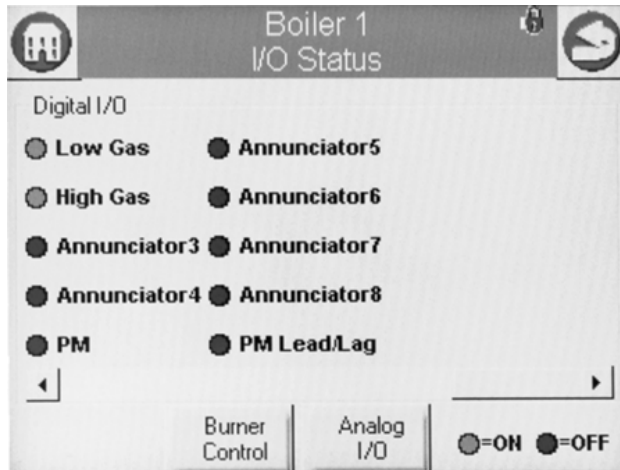 Boiler 1
I/O Status
Digital I/O
Low Gas
Annunciator5
High Gas
Annunciator6
Annunciator3
Annunciator7
Annunciator4
Annunciator8
PM
PM Lead/Lag
Burner
Control
Analog
I/O
=ON
=OFF